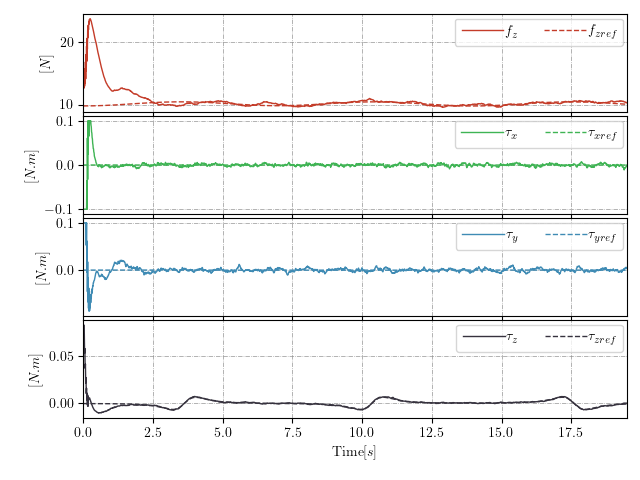 [N]
20
10
f_z f_zref
[N.m]
0.1
0.0
−0.1
τ_x τ_xref
[N.m]
0.1
0.0
τ_y τ_yref
[N.m]
0.05
0.00
τ_z τ_zref
0.0 2.5 5.0 7.5 10.0 12.5 15.0 17.5
Time[s]